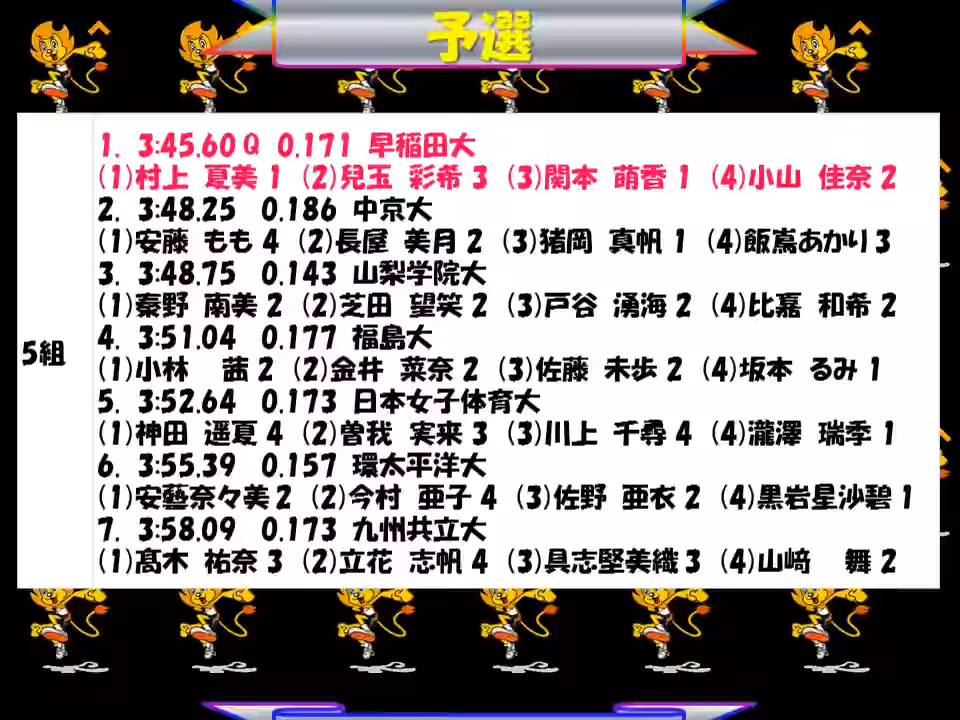 予選
5組
1. 3:45.60 Q 0.171 早稲田大
(1)村上 夏美 1 (2)兒玉 彩希 3 (3)関本 萌香 1 (4)小山 佳奈 2
2. 3:48.25 0.186 中京大
(1)安藤 もも 4 (2)長屋 美月 2 (3)猪岡 真帆 1 (4)飯嶌あかり 3
3. 3:48.75 0.143 山梨学院大
(1)秦野 南美 2 (2)芝田 望笑 2 (3)戸谷 湧海 2 (4)比嘉 和希 2
4. 3:51.04 0.177 福島大
(1)小林 茜 2 (2)金井 菜奈 2 (3)佐藤 未歩 2 (4)坂本 るみ 1
5. 3:52.64 0.173 日本女子体育大
(1)神田 遥夏 4 (2)曽我 実来 3 (3)川上 千尋 4 (4)瀧澤 瑞季 1
6. 3:55.39 0.157 環太平洋大
(1)安藝奈々美 2 (2)今村 亜子 4 (3)佐野 亜衣 2 (4)黒岩星沙碧 1
7. 3:58.09 0.173 九州共立大
(1)髙木 祐奈 3 (2)立花 志帆 4 (3)具志堅美織 3 (4)山﨑 舞 2